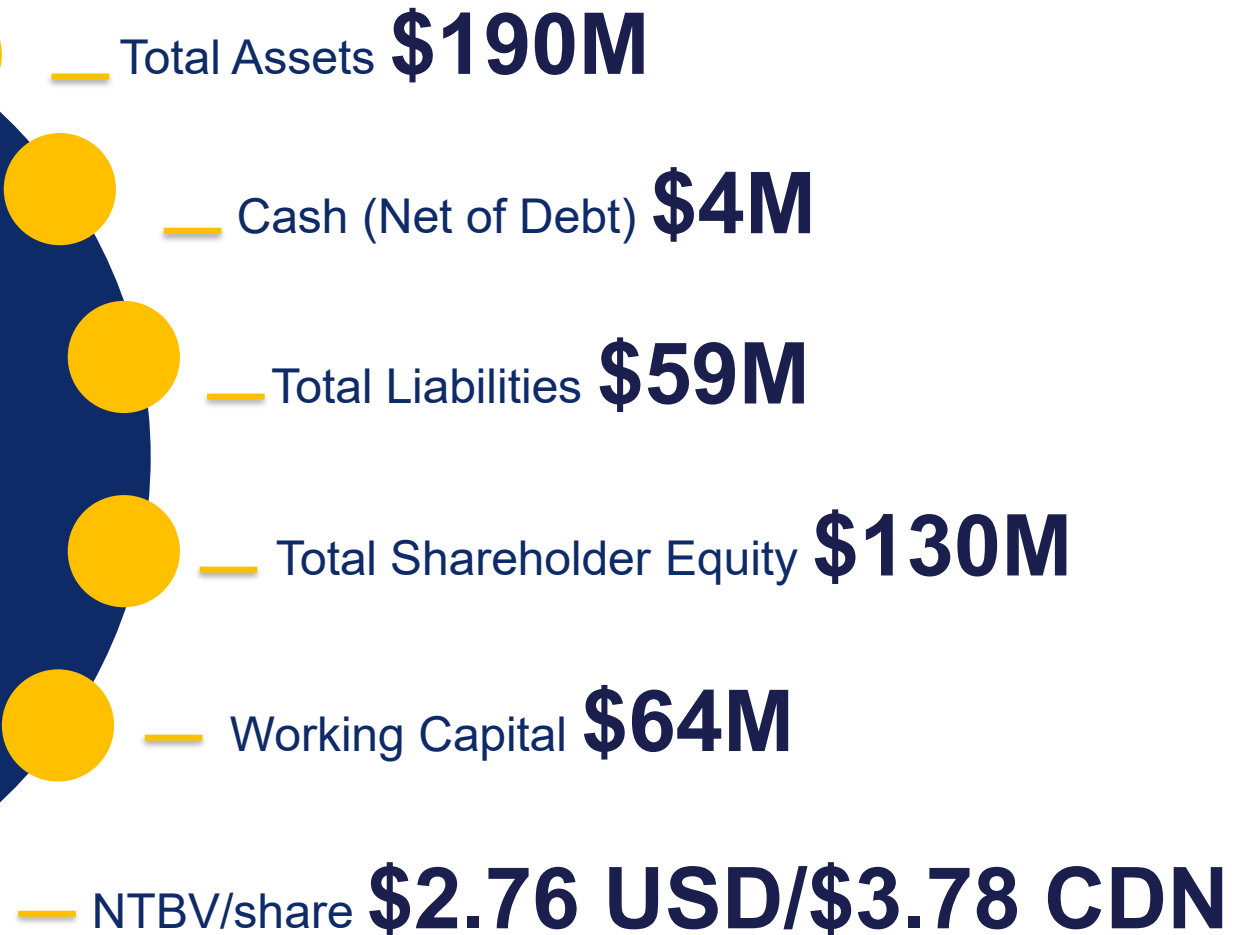 Total Assets $190M
Cash (Net of Debt) $4M
Total Liabilities $59M
Total Shareholder Equity $130M
Working Capital $64M
NTBV/share $2.76 USD/$3.78 CDN